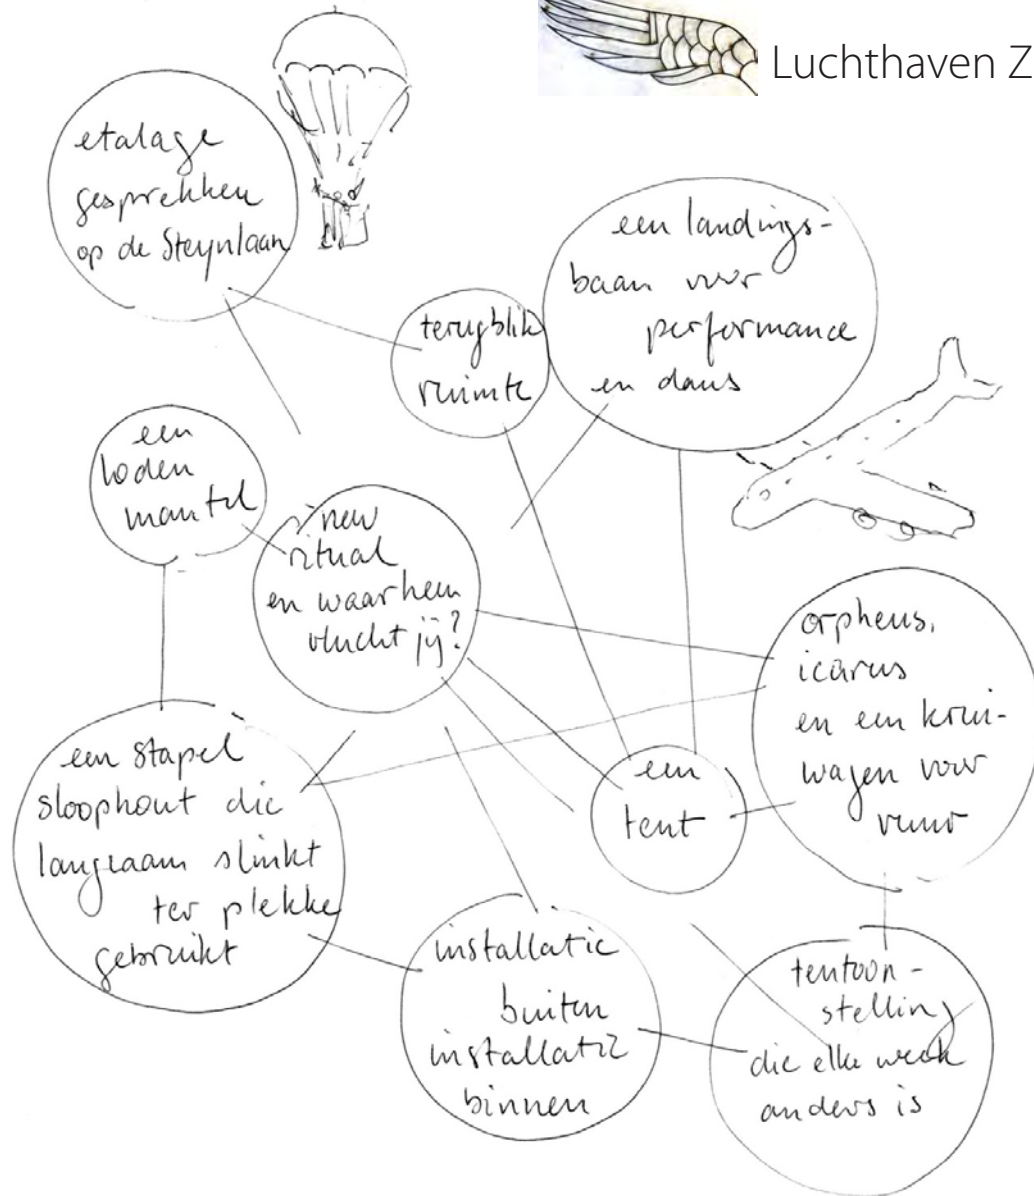 Luchthaven Z
etalage
gesprekken
op de Steynlaan
een landings-
baan voor
performance
en dans
terugblik
ruimte
een
loden
mantel
new
ritual
en waarheen
vlucht jij?
orpheus,
icarus
en een krui-
wagen voor
vuur
een stapel
sloophout die
langzaam slinkt
ter plekke
gebruikt
een
tent
installatie
buiten
installatie
binnen
tentoon-
stelling
die elke week
anders is